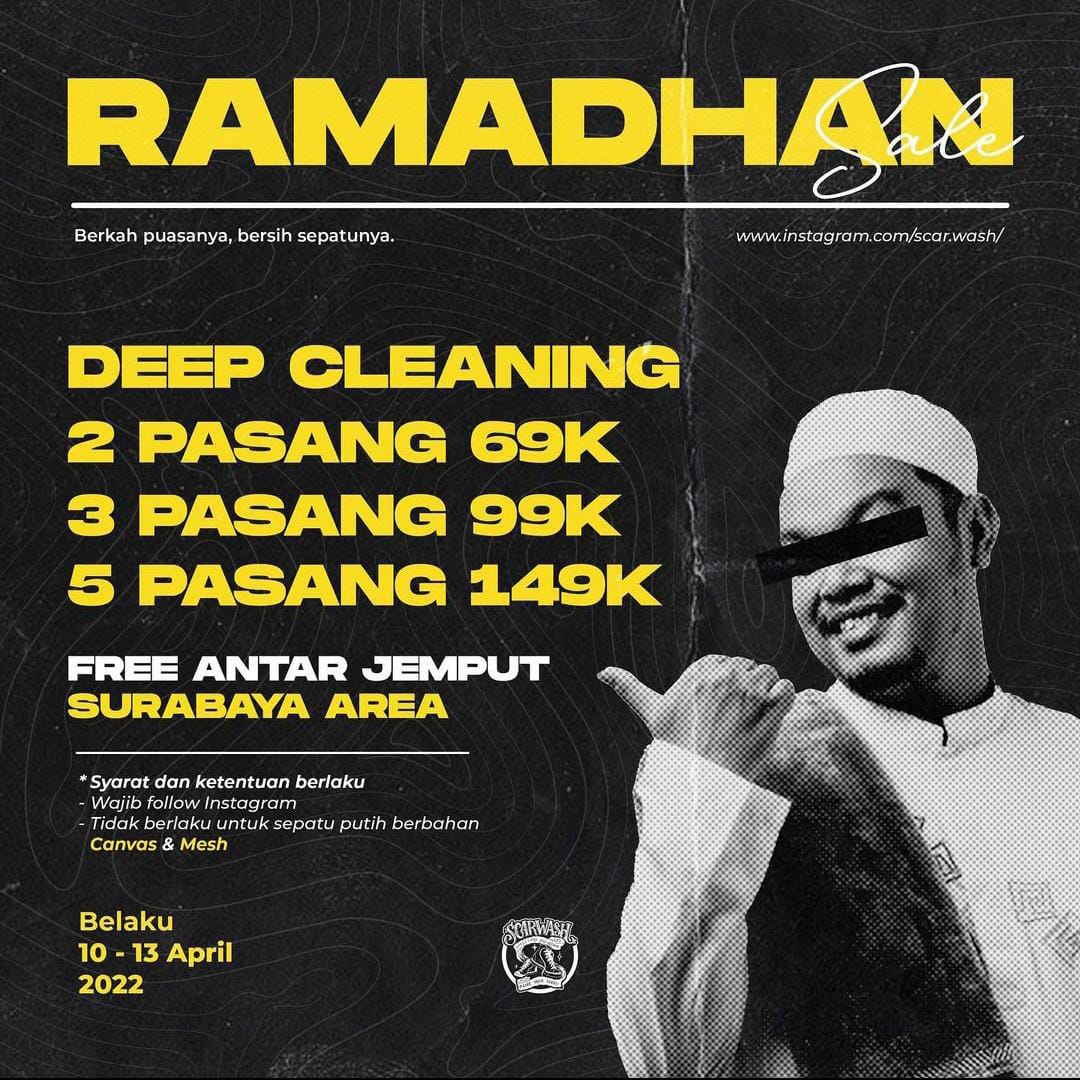 RAMADHAN
Sale
Berkah puasanya, bersih sepatunya.
www.instagram.com/scar.wash/
DEEP CLEANING
2 PASANG 69K
3 PASANG 99K
5 PASANG 149K
FREE ANTAR JEMPUT
SURABAYA AREA
* Syarat dan ketentuan berlaku
- Wajib follow Instagram
- Tidak berlaku untuk sepatu putih berbahan
Canvas & Mesh
Belaku
10 - 13 April
2022
SCARWASH